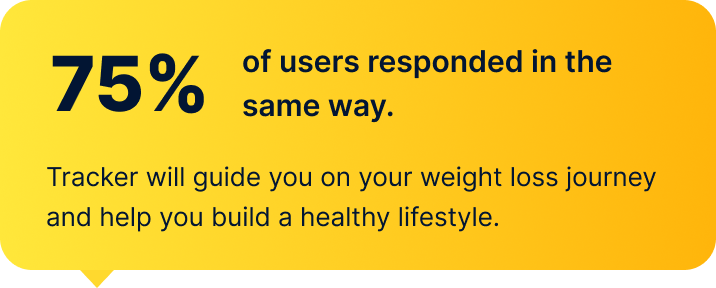 75%
of users responded in the
same way.
Tracker will guide you on your weight loss journey
and help you build a healthy lifestyle.